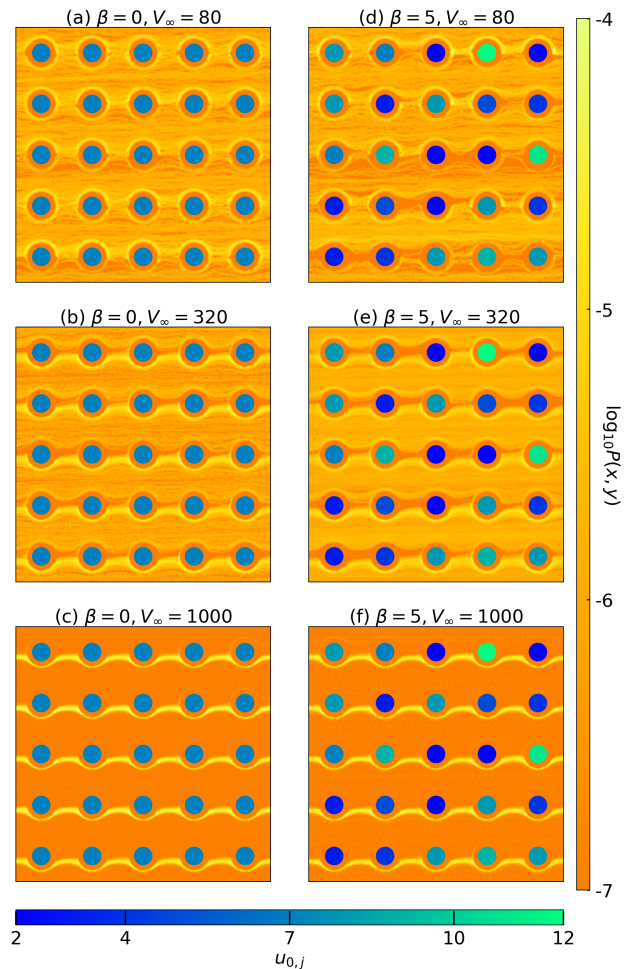 (a) β = 0, V∞ = 80
(d) β = 5, V∞ = 80
(b) β = 0, V∞ = 320
(e) β = 5, V∞ = 320
(c) β = 0, V∞ = 1000
(f) β = 5, V∞ = 1000
-4
-5
-6
-7
log₁₀P(x, y)
2 4 7 10 12
u₀,ⱼ